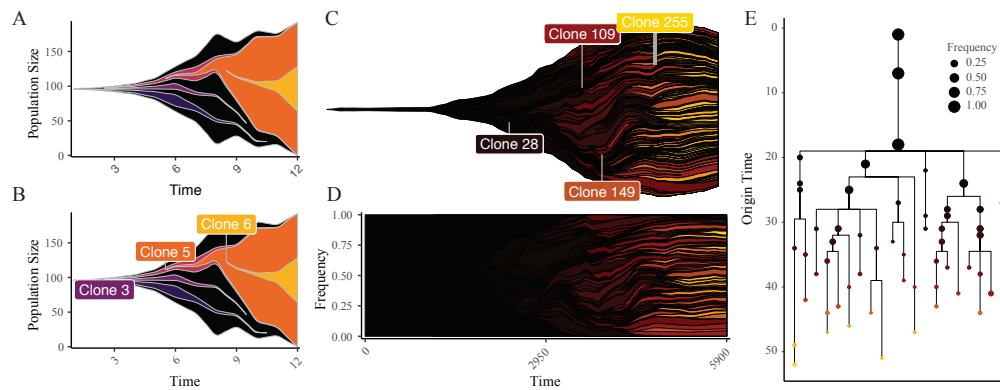 A
Population Size
150
100
50
0
3
6
9
12
Time
B
Population Size
150
100
50
0
Clone 3
Clone 5
Clone 6
3
6
9
12
Time
C
Clone 109
Clone 255
Clone 28
Clone 149
D
Frequency
1.00
0.75
0.50
0.25
0.00
0
2950
5900
Time
E
Origin Time
0
10
20
30
40
50
Frequency
0.25
0.50
0.75
1.00